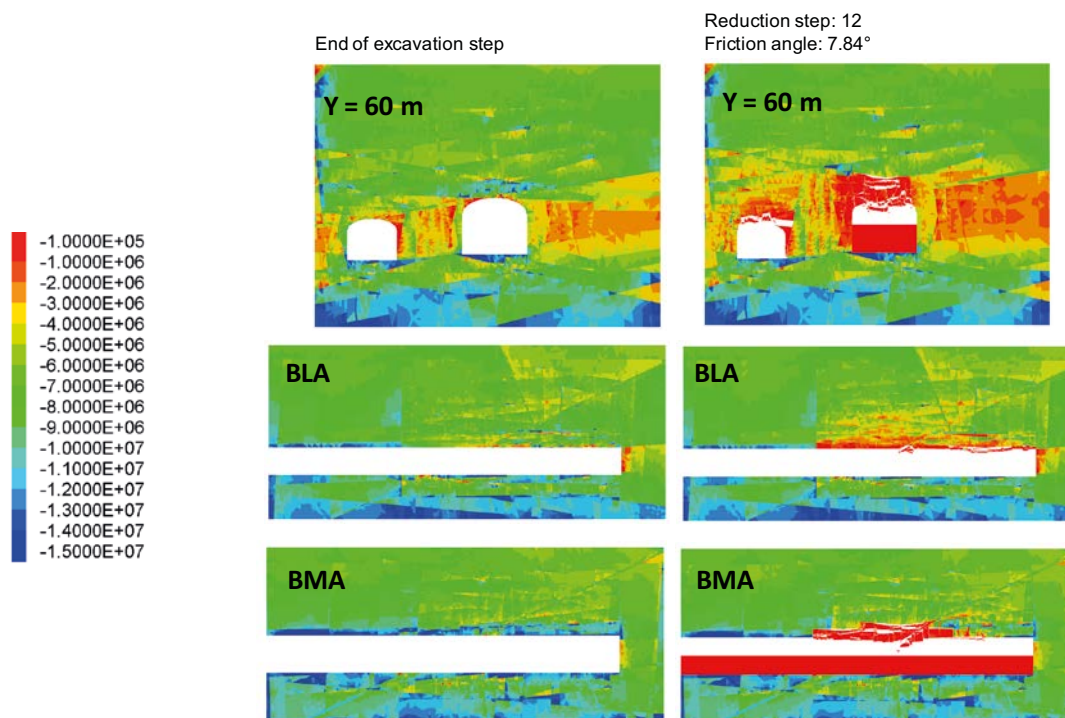 End of excavation step
Reduction step: 12
Friction angle: 7.84°
Y = 60 m
Y = 60 m
-1.0000E+05
-1.0000E+06
-2.0000E+06
-3.0000E+06
-4.0000E+06
-5.0000E+06
-6.0000E+06
-7.0000E+06
-8.0000E+06
-9.0000E+06
-1.0000E+07
-1.1000E+07
-1.2000E+07
-1.3000E+07
-1.4000E+07
-1.5000E+07
BLA
BLA
BMA
BMA